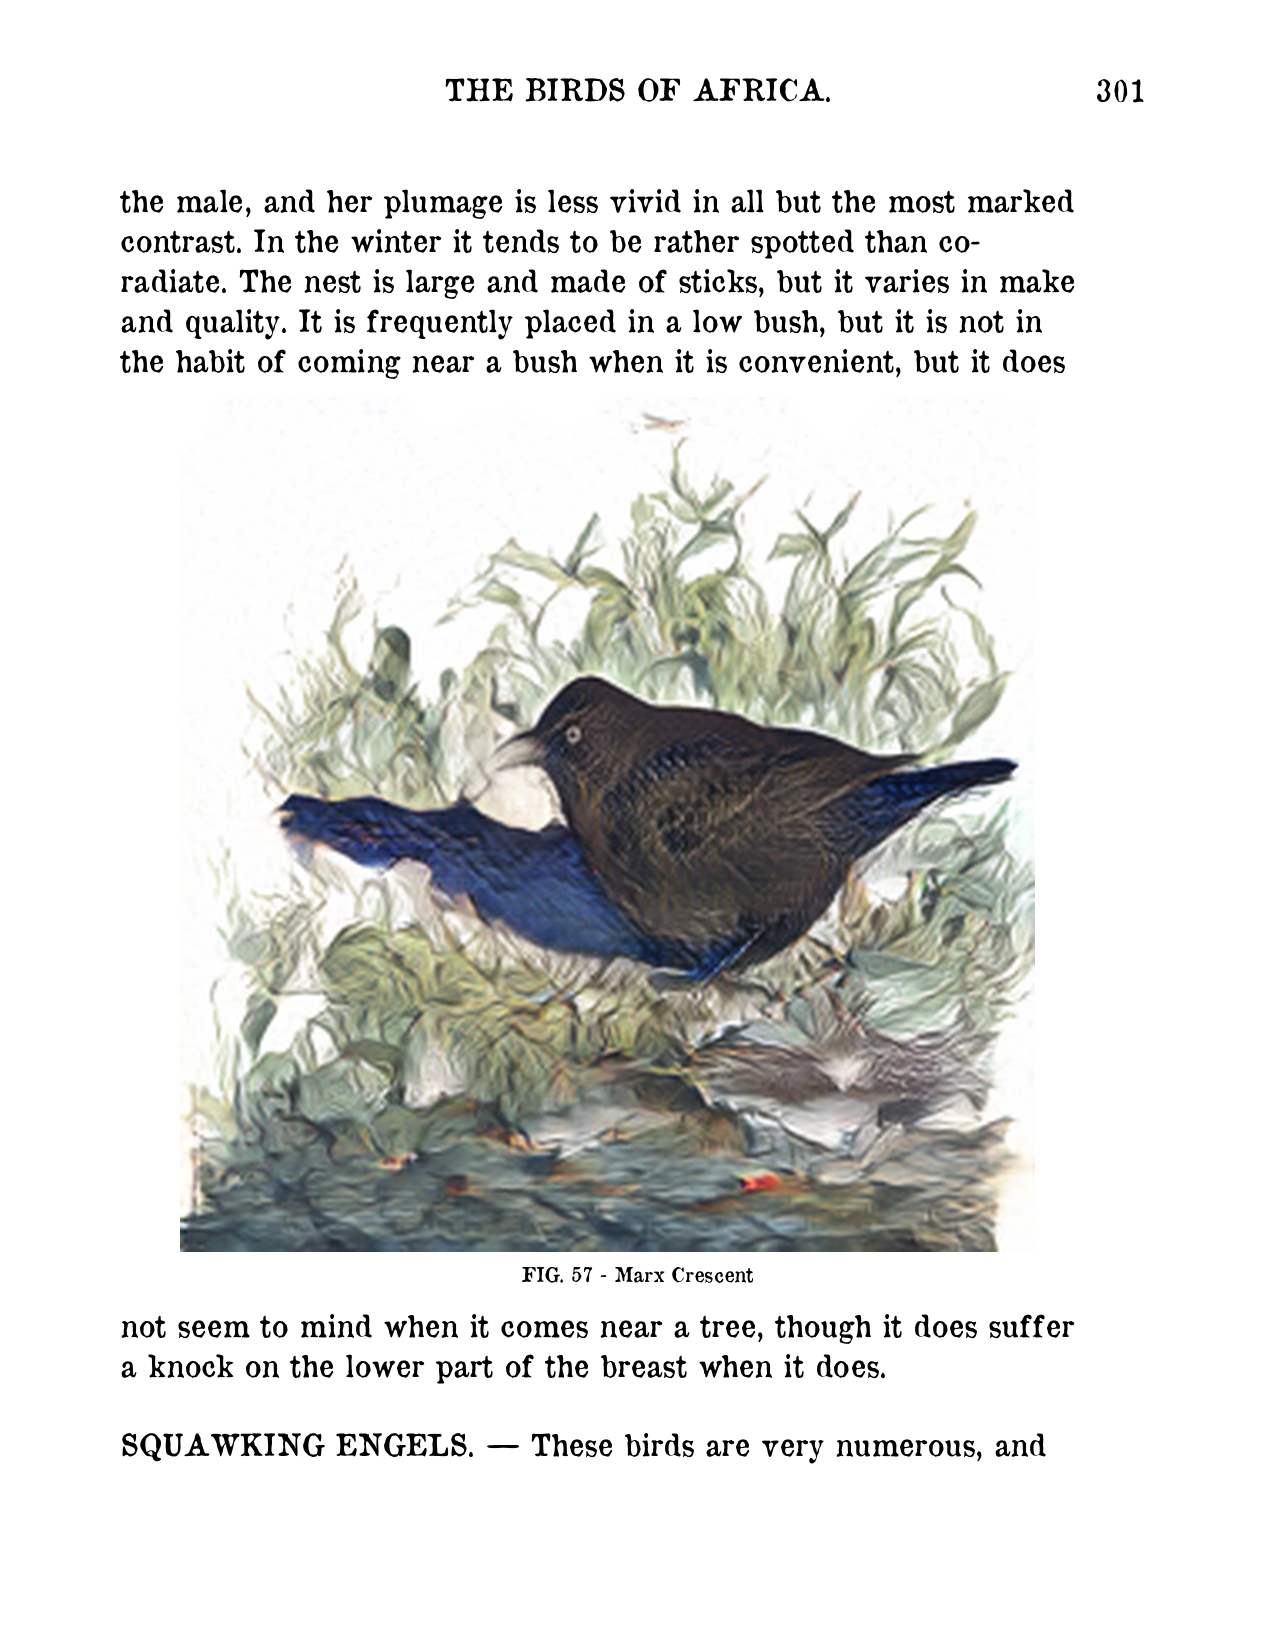 THE BIRDS OF AFRICA. 301
the male, and her plumage is less vivid in all but the most marked
contrast. In the winter it tends to be rather spotted than co-
radiate. The nest is large and made of sticks, but it varies in make
and quality. It is frequently placed in a low bush, but it is not in
the habit of coming near a bush when it is convenient, but it does
FIG. 57 - Marx Crescent
not seem to mind when it comes near a tree, though it does suffer
a knock on the lower part of the breast when it does.
SQUAWKING ENGELS. — These birds are very numerous, and